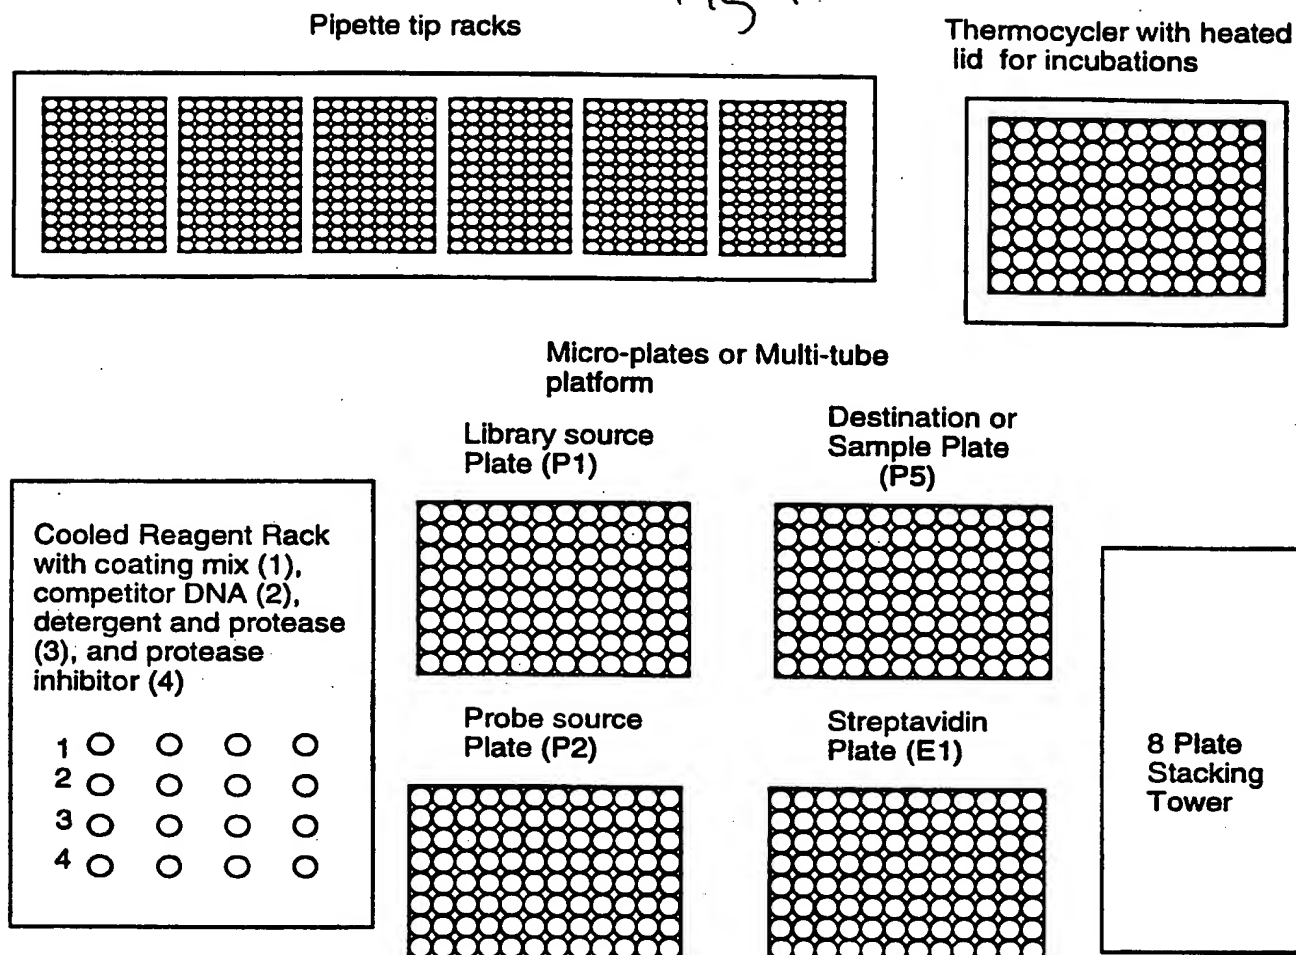 Fig
Pipette tip racks
Thermocycler with heated
lid for incubations
Micro-plates or Multi-tube
platform
Library source
Plate (P1)
Destination or
Sample Plate
(P5)
Cooled Reagent Rack
with coating mix (1),
competitor DNA (2),
detergent and protease
(3), and protease
inhibitor (4)
1
2
3
4
Probe source
Plate (P2)
Streptavidin
Plate (E1)
8 Plate
Stacking
Tower